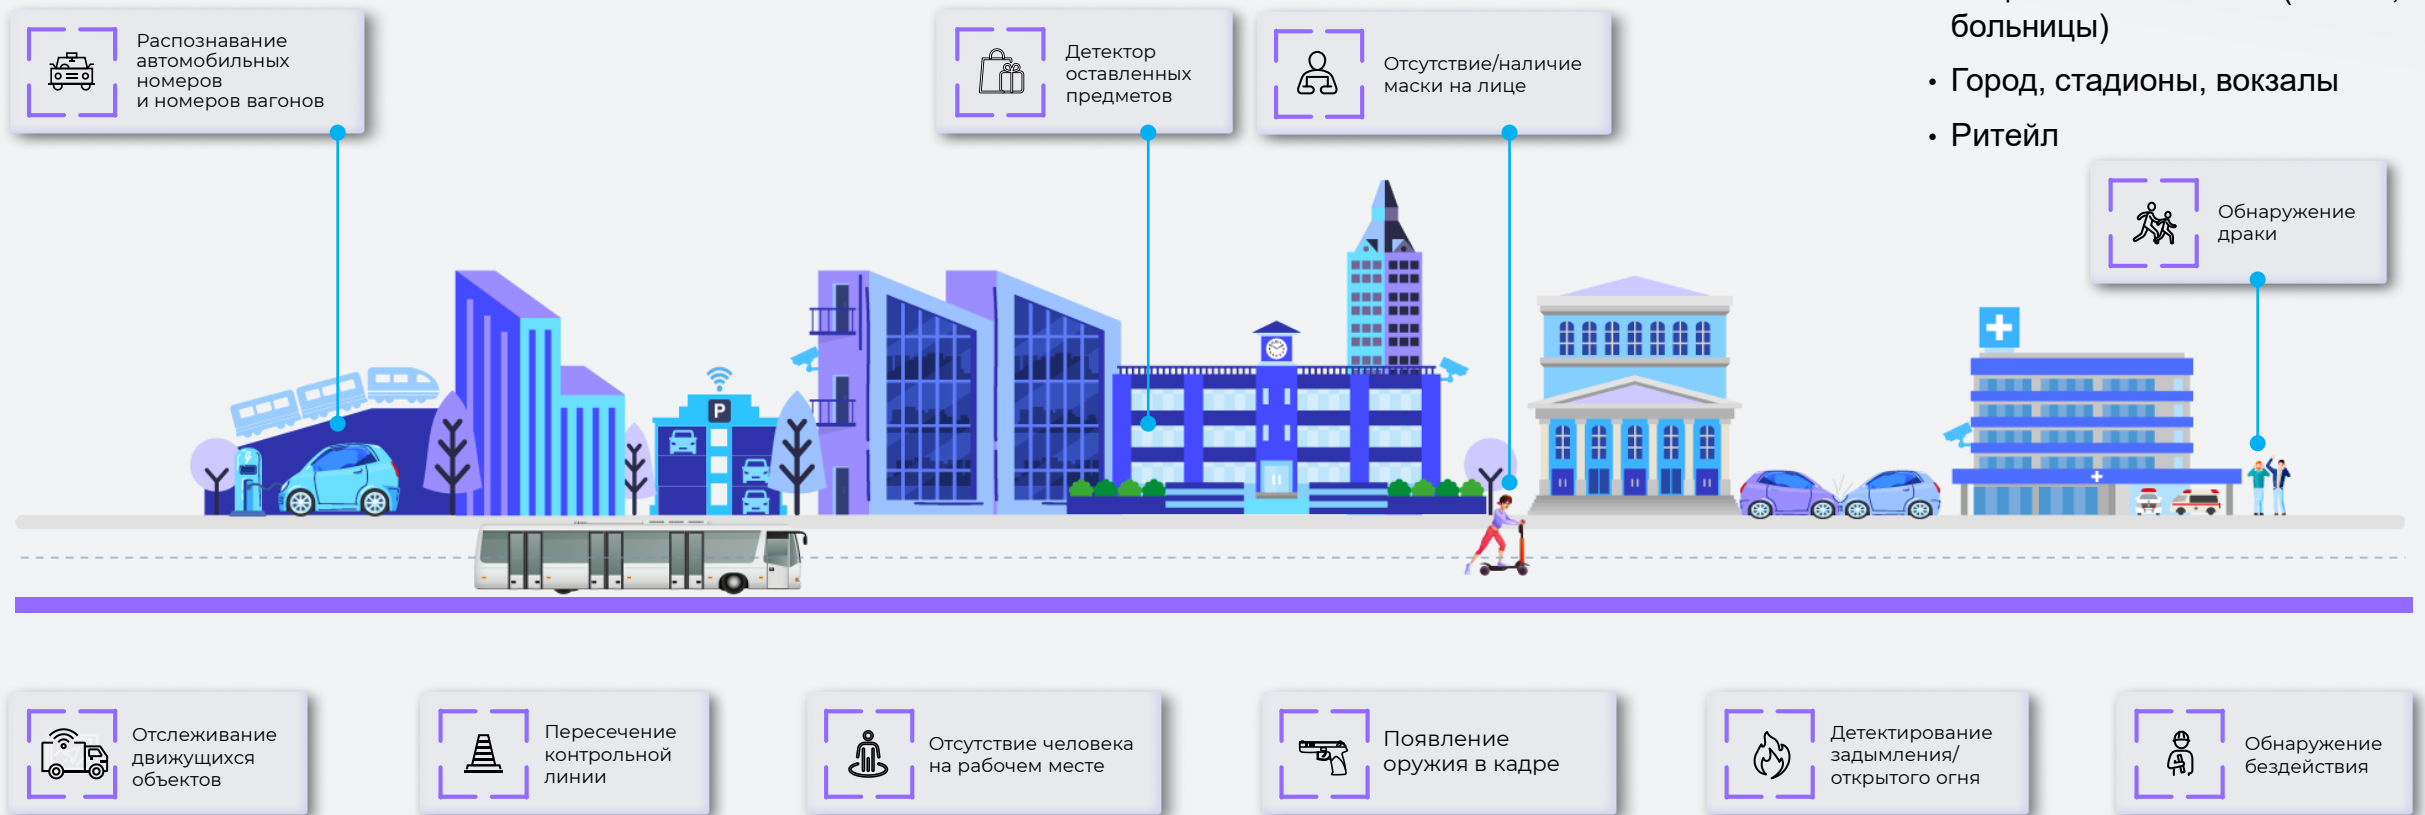 Распознавание
автомобильных
номеров
и номеров вагонов
Детектор
оставленных
предметов
Отсутствие/наличие
маски на лице
больницы)
• Город, стадионы, вокзалы
• Ритейл
Обнаружение
драки
P
Отслеживание
движущихся
объектов
Пересечение
контрольной
линии
Отсутствие человека
на рабочем месте
Появление
оружия в кадре
Детектирование
задымления/
открытого огня
Обнаружение
бездействия